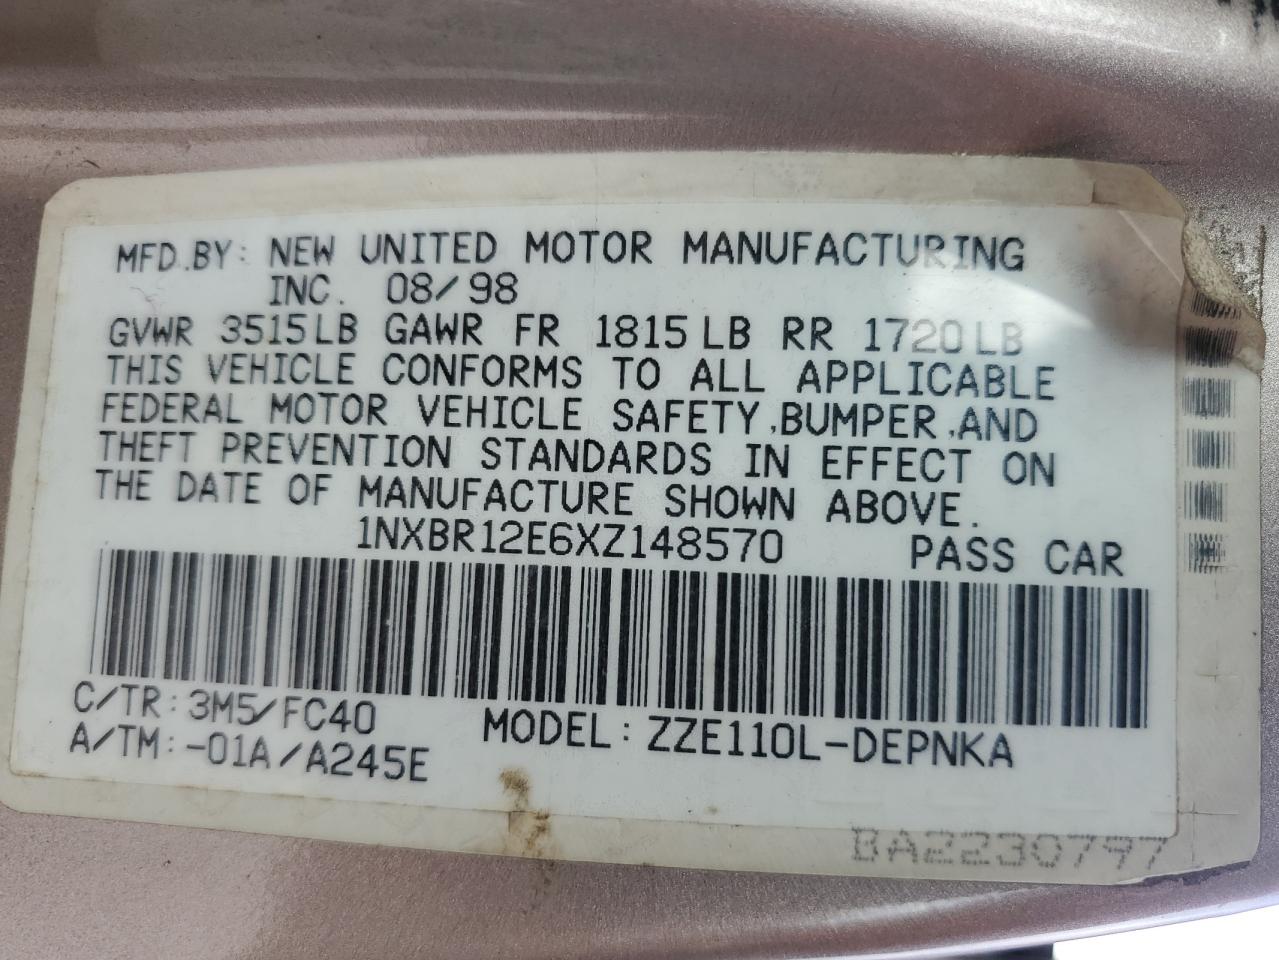 MFD.BY: NEW UNITED MOTOR MANUFACTURING
INC. 08/98
GVWR 3515LB GAWR FR 1815LB RR 1720LB
THIS VEHICLE CONFORMS TO ALL APPLICABLE
FEDERAL MOTOR VEHICLE SAFETY,BUMPER,AND
THEFT PREVENTION STANDARDS IN EFFECT ON
THE DATE OF MANUFACTURE SHOWN ABOVE.
1NXBR12E6XZ148570 PASS CAR
C/TR:3M5/FC40
A/TM:-01A/A245E
MODEL:ZZE110L-DEPNKA
BA2230797